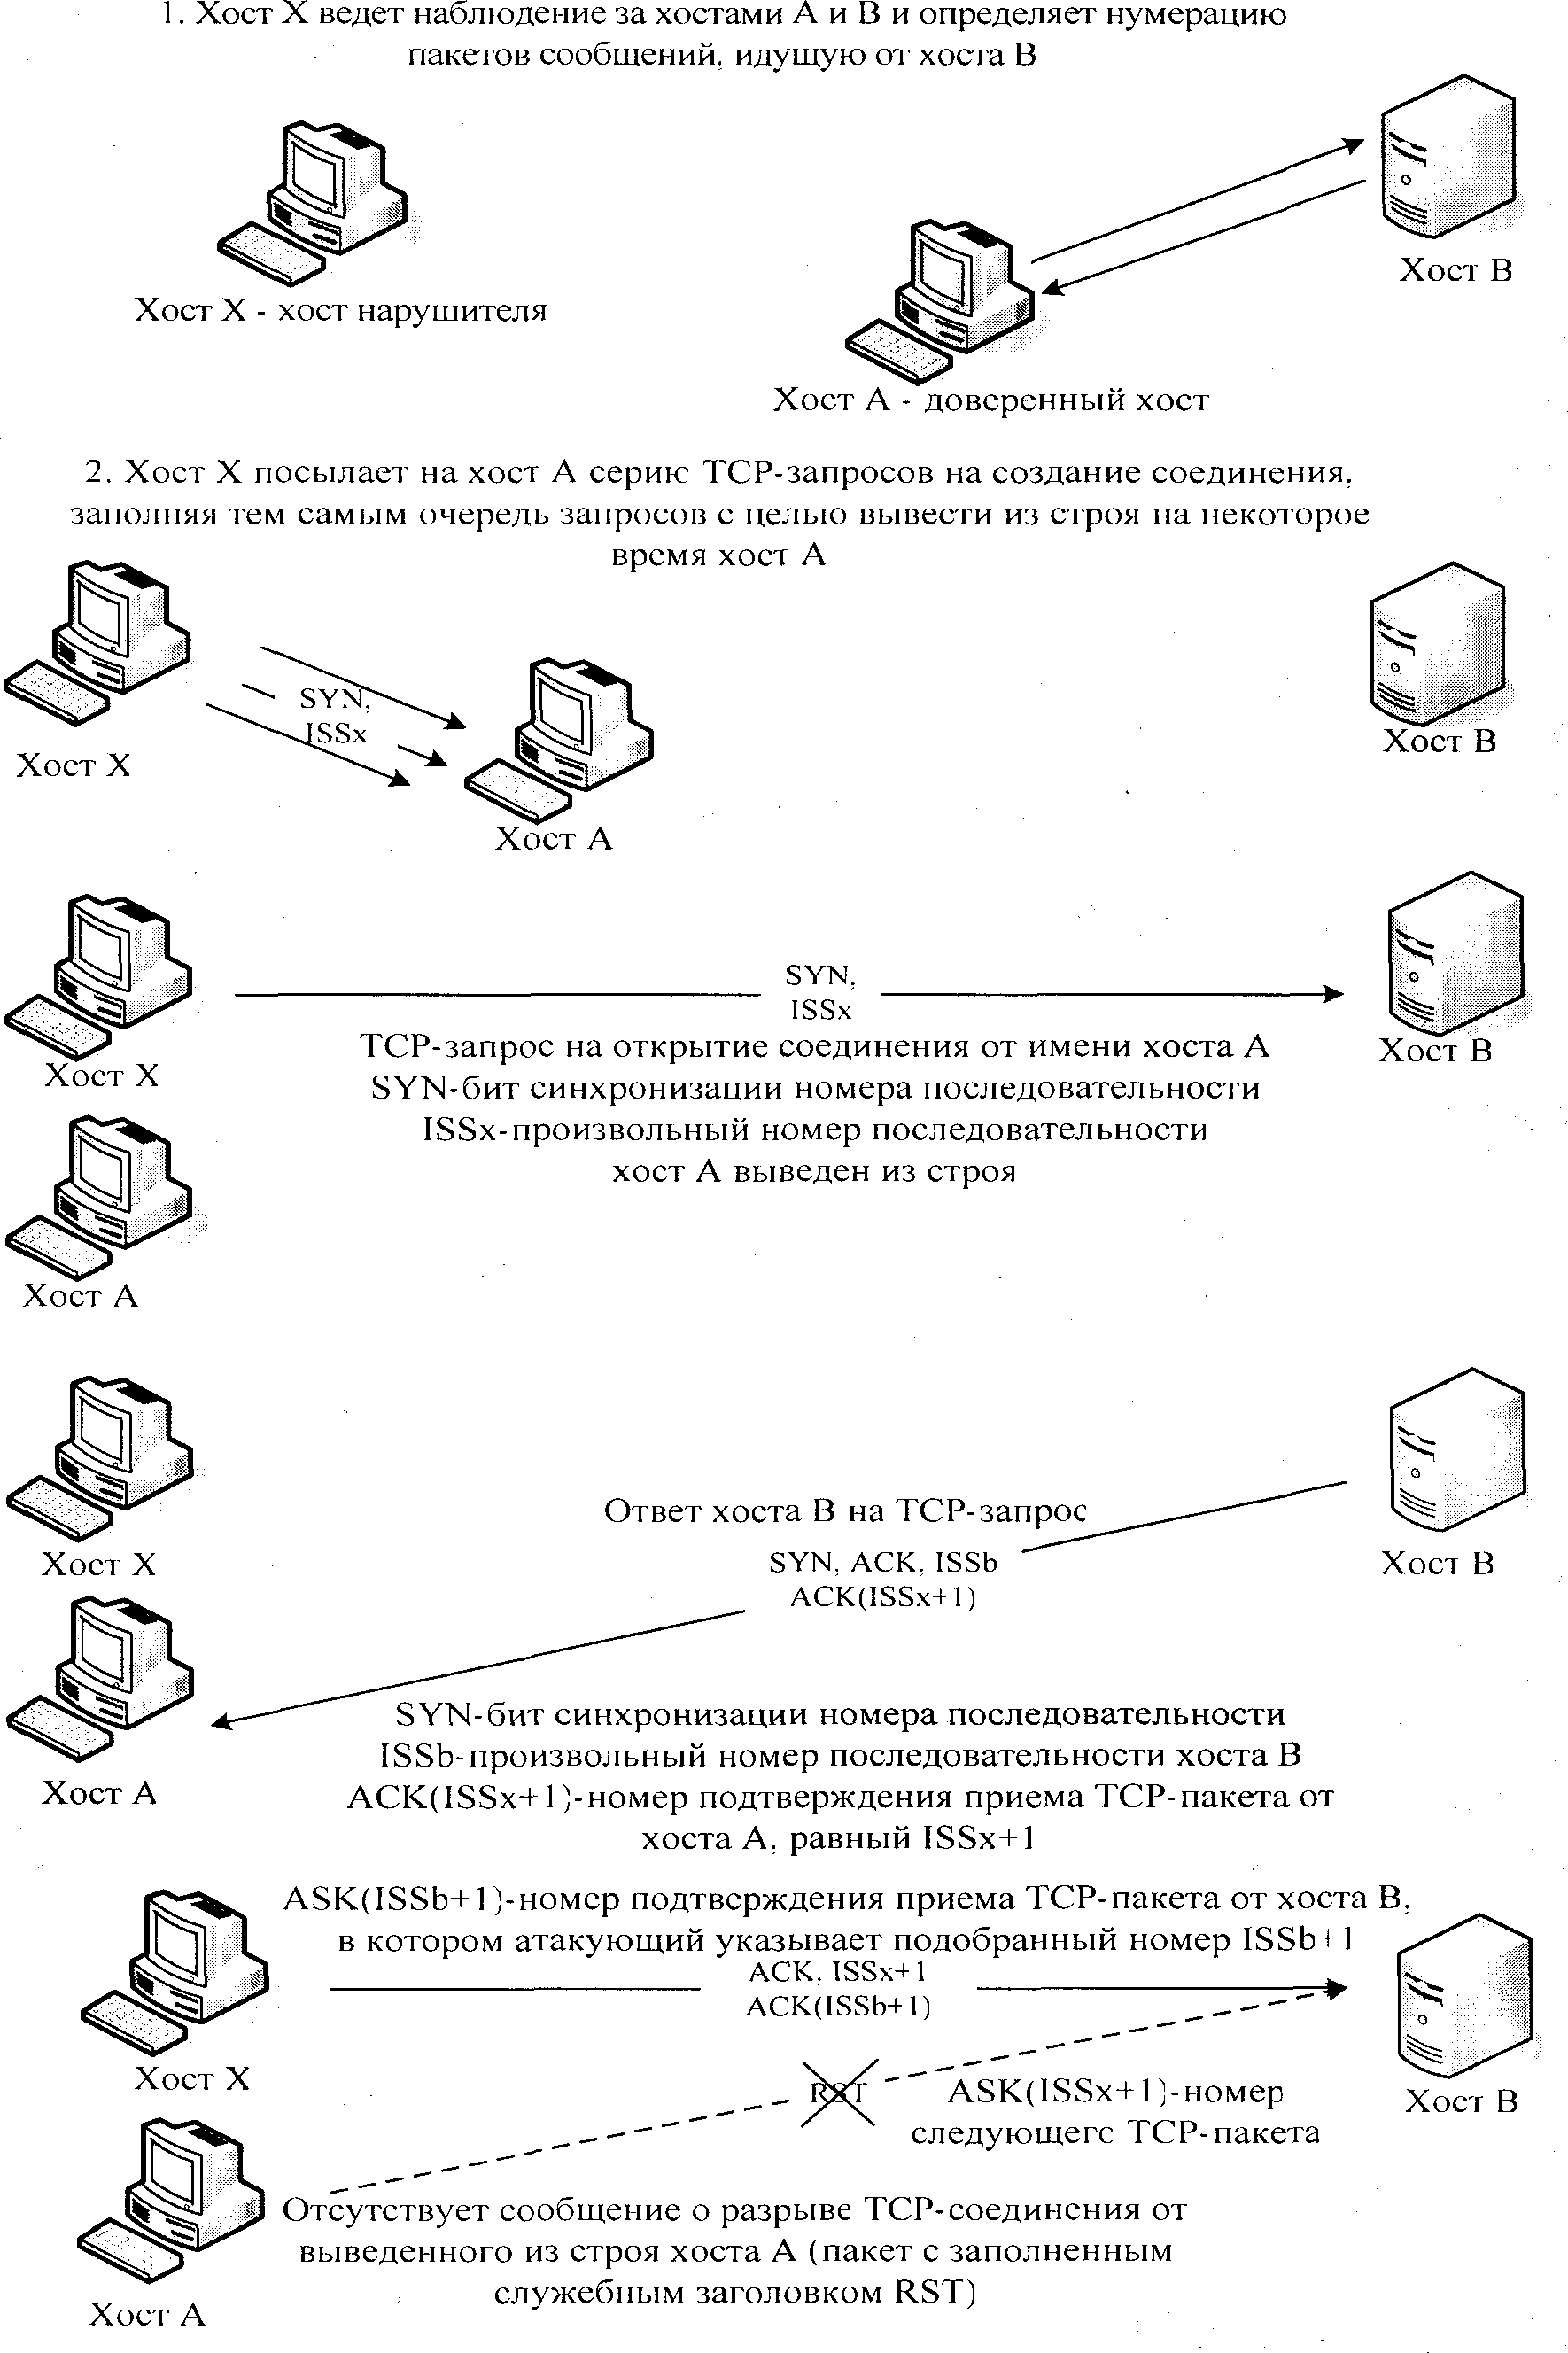 1. Хост X ведет наблюдение за хостами A и B и определяет нумерацию
пакетов сообщений, идущую от хоста B
Хост X - хост нарушителя
Хост B
Хост A - доверенный хост
2. Хост X посылает на хост A серию TCP-запросов на создание соединения,
заполняя тем самым очередь запросов с целью вывести из строя на некоторое
время хост A
SYN,
ISSx
Хост X
Хост B
Хост A
SYN,
ISSx
TCP-запрос на открытие соединения от имени хоста A
SYN-бит синхронизации номера последовательности
ISSx-произвольный номер последовательности
хост A выведен из строя
Хост X
Хост B
Хост A
Ответ хоста B на TCP-запрос
SYN, ACK, ISSb
ACK(ISSx+1)
Хост X
Хост B
SYN-бит синхронизации номера последовательности
ISSb-произвольный номер последовательности хоста B
ACK(ISSx+1)-номер подтверждения приема TCP-пакета от
хоста A, равный ISSx+1
Хост A
ASK(ISSb+1)-номер подтверждения приема TCP-пакета от хоста B,
в котором атакующий указывает подобранный номер ISSb+1
ACK, ISSx+1
ACK(ISSb+1)
Хост X
RST
ASK(ISSx+1)-номер
следующего TCP-пакета
Хост B
Отсутствует сообщение о разрыве TCP-соединения от
выведенного из строя хоста A (пакет с заполненным
служебным заголовком RST)
Хост A